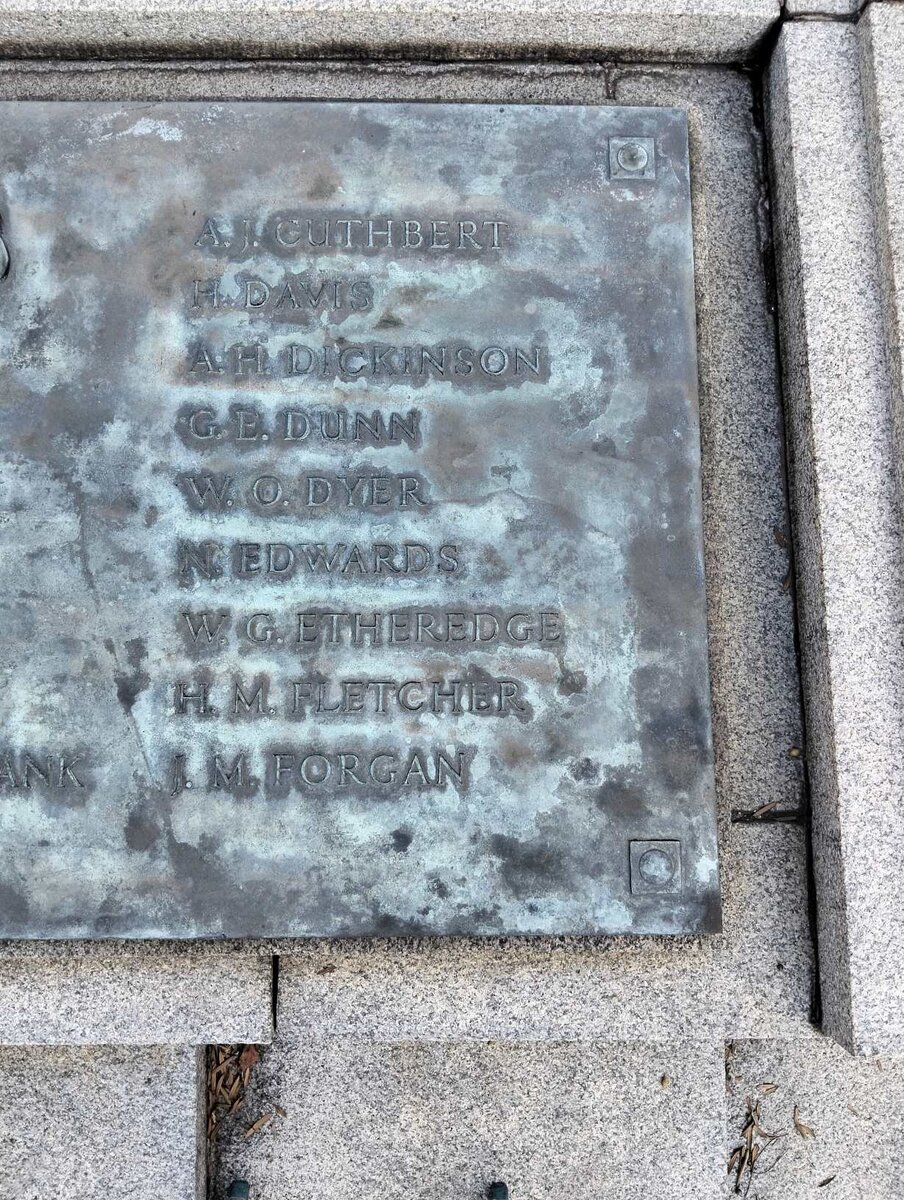 A. J. CUTHBERT
H. DAVIS
A. H. DICKINSON
G. E. DUNN
W. O. DYER
N. EDWARDS
W. G. ETHEREDGE
H. M. FLETCHER
ANK J. M. FORGAN